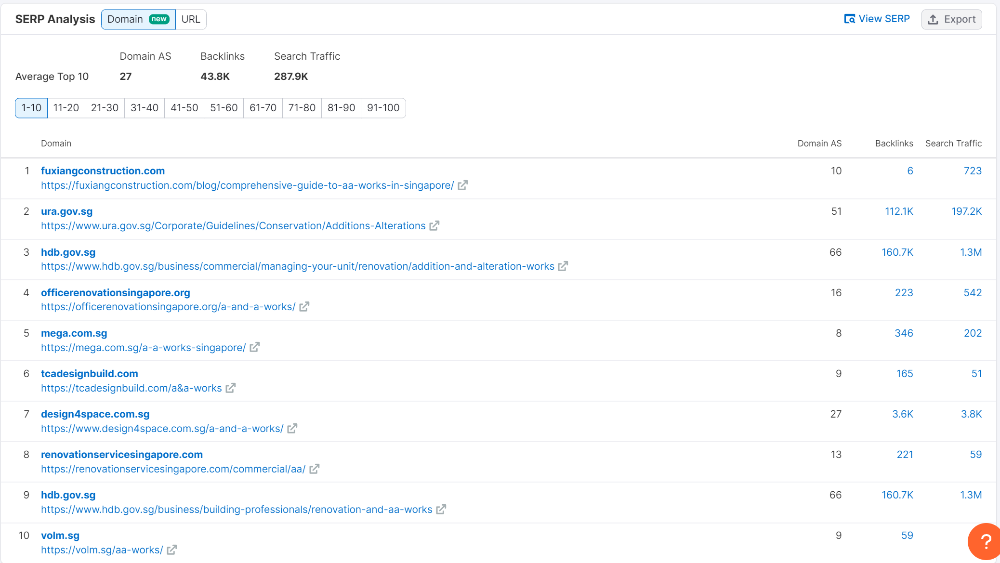 SERP Analysis Domain new URL View SERP Export
Domain AS Backlinks Search Traffic
Average Top 10 27 43.8K 287.9K
1-10 11-20 21-30 31-40 41-50 51-60 61-70 71-80 81-90 91-100
Domain Domain AS Backlinks Search Traffic
1 fuxiangconstruction.com 10 6 723
https://fuxiangconstruction.com/blog/comprehensive-guide-to-aa-works-in-singapore/
2 ura.gov.sg 51 112.1K 197.2K
https://www.ura.gov.sg/Corporate/Guidelines/Conservation/Additions-Alterations
3 hdb.gov.sg 66 160.7K 1.3M
https://www.hdb.gov.sg/business/commercial/managing-your-unit/renovation/addition-and-alteration-works
4 officerenovationsingapore.org 16 223 542
https://officerenovationsingapore.org/a-and-a-works/
5 mega.com.sg 8 346 202
https://mega.com.sg/a-a-works-singapore/
6 tcadesignbuild.com 9 165 51
https://tcadesignbuild.com/a&a-works
7 design4space.com.sg 27 3.6K 3.8K
https://www.design4space.com.sg/a-and-a-works/
8 renovationservicesingapore.com 13 221 59
https://renovationservicesingapore.com/commercial/aa/
9 hdb.gov.sg 66 160.7K 1.3M
https://www.hdb.gov.sg/business/building-professionals/renovation-and-aa-works
10 volm.sg 9 59
https://volm.sg/aa-works/
?